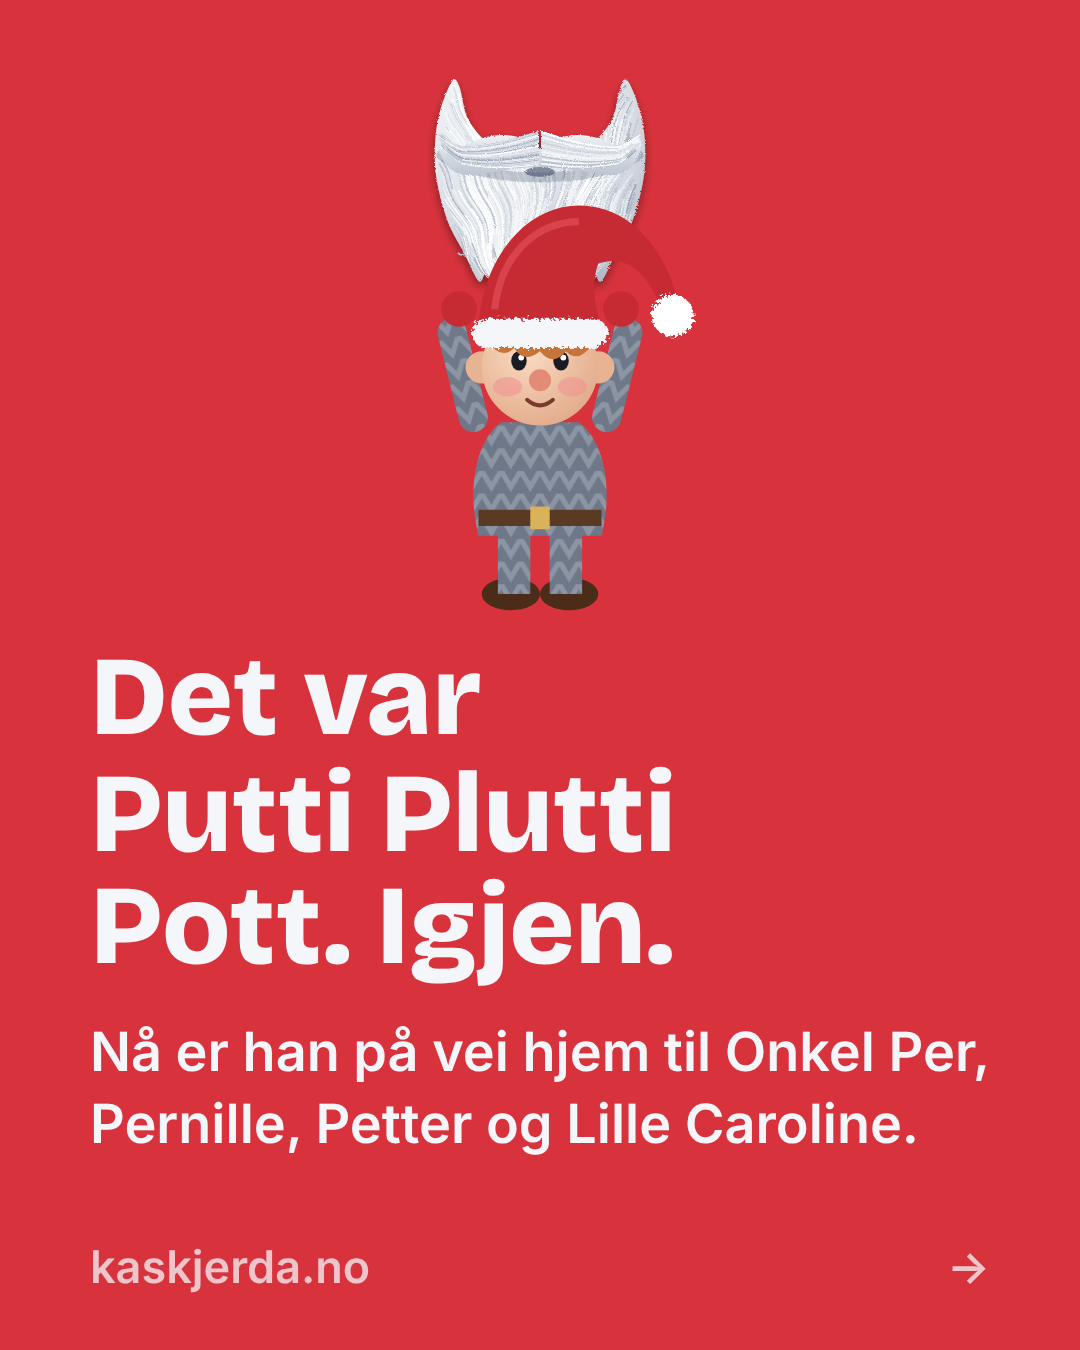 Det var
Putti Plutti
Pott. Igjen.
Nå er han på vei hjem til Onkel Per,
Pernille, Petter og Lille Caroline.
kaskjerda.no →